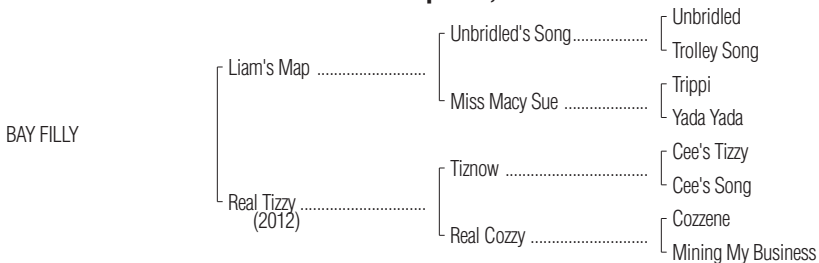 Unbridled
Unbridled's Song..................
Trolley Song
Liam's Map ..........................
Trippi
Miss Macy Sue ....................
Yada Yada
BAY FILLY
Cee's Tizzy
Tiznow ..................................
Cee's Song
Real Tizzy ..............................
(2012)
Cozzene
Real Cozzy ............................
Mining My Business